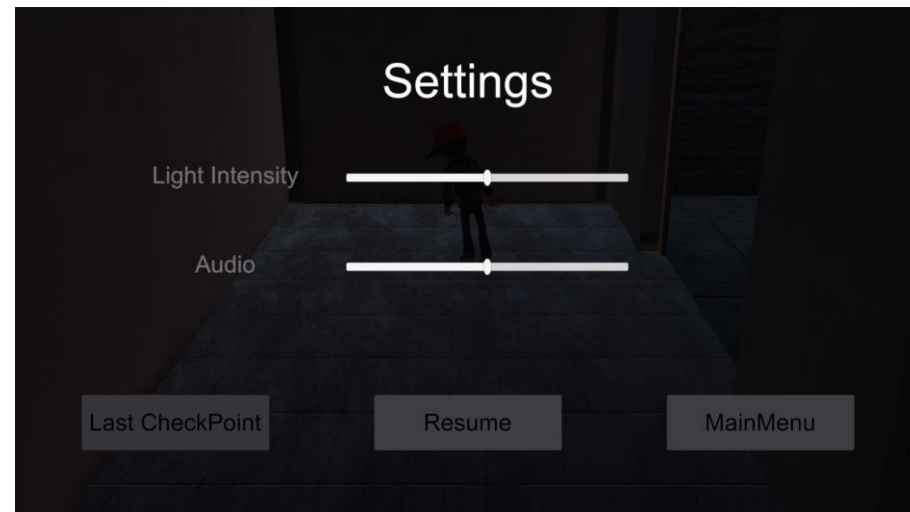 Settings
Light Intensity
Audio
Last CheckPoint
Resume
MainMenu